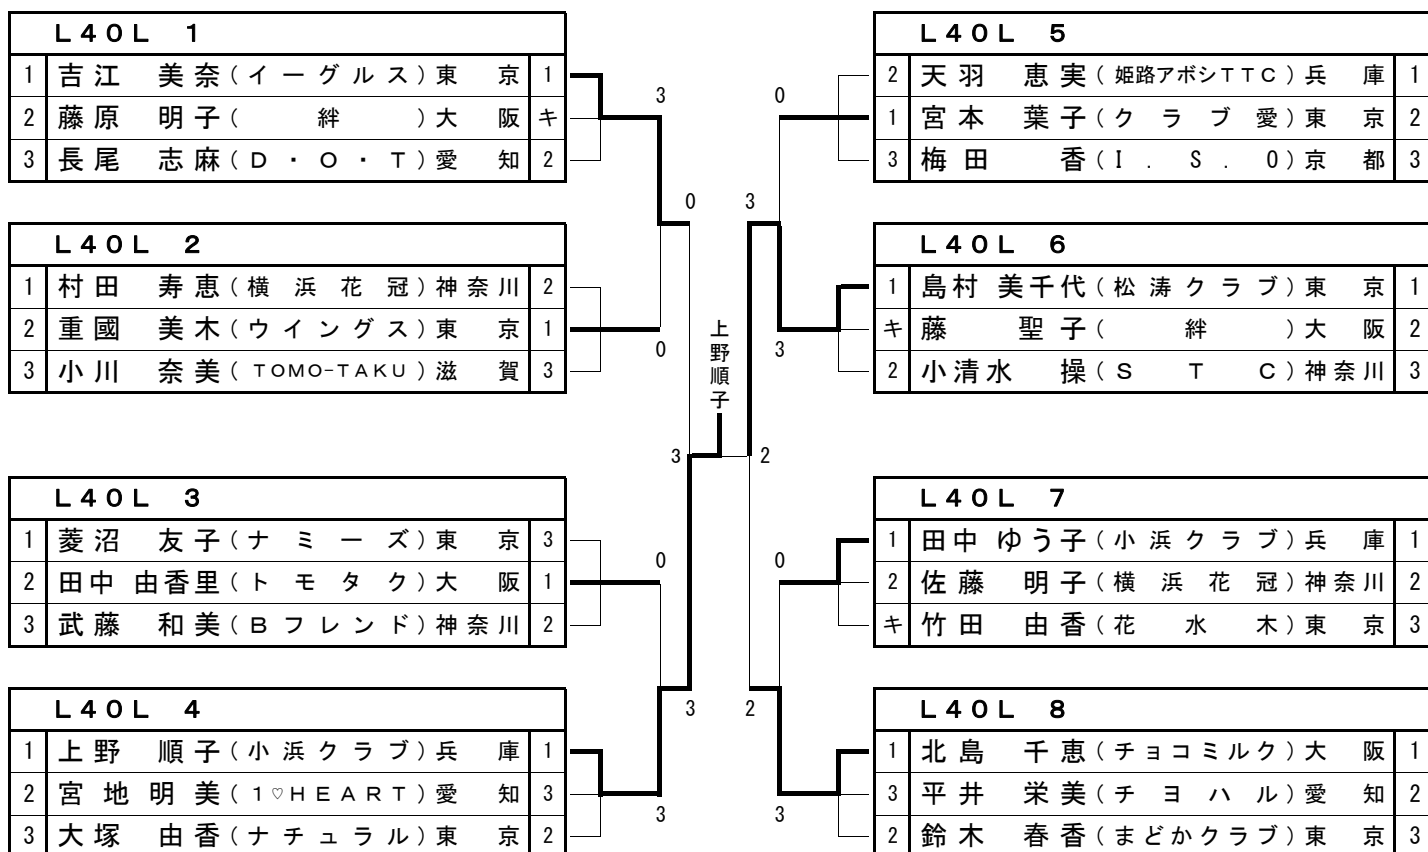 L40L 1
1 吉江 美奈 (イーグルス) 東京 1
2 藤原 明子 (絆) 大阪 キ
3 長尾 志麻 (D・O・T) 愛知 2
L40L 2
1 村田 寿恵 (横浜花冠) 神奈川 2
2 重國 美木 (ウイングス) 東京 1
3 小川 奈美 (TOMO-TAKU) 滋賀 3
L40L 3
1 菱沼 友子 (ナミーズ) 東京 3
2 田中 由香里 (トモタク) 大阪 1
3 武藤 和美 (Bフレンド) 神奈川 2
L40L 4
1 上野 順子 (小浜クラブ) 兵庫 1
2 宮地明美 (1♡HEART) 愛知 3
3 大塚 由香 (ナチュラル) 東京 2
3
0
0
0
3
3
0
3
上野順子
0
3
3
2
0
2
3
L40L 5
2 天羽 恵実 (姫路アボシTTC) 兵庫 1
1 宮本 葉子 (クラブ愛) 東京 2
3 梅田 香 (I.S.O) 京都 3
L40L 6
1 島村 美千代 (松涛クラブ) 東京 1
キ 藤 聖子 (絆) 大阪 2
2 小清水 操 (STC) 神奈川 3
L40L 7
1 田中 ゆう子 (小浜クラブ) 兵庫 1
2 佐藤 明子 (横浜花冠) 神奈川 2
キ 竹田 由香 (花水木) 東京 3
L40L 8
1 北島 千恵 (チョコミルク) 大阪 1
3 平井 栄美 (チヨハル) 愛知 2
2 鈴木 春香 (まどかクラブ) 東京 3